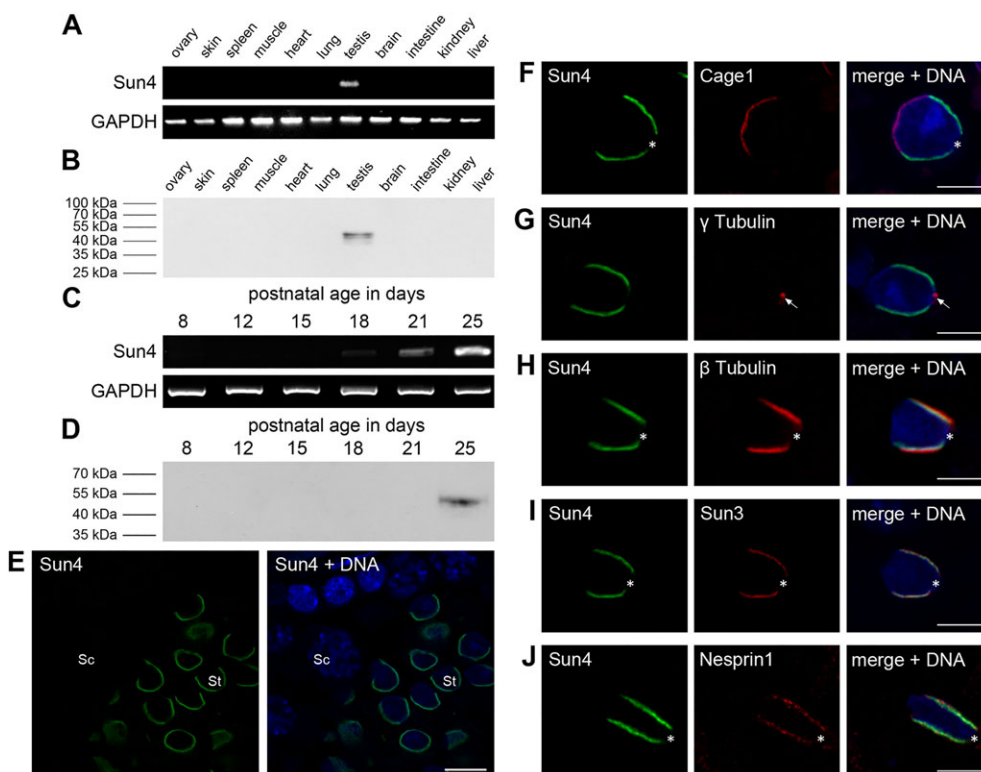 A
ovary skin spleen muscle heart lung testis brain intestine kindney liver
Sun4
GAPDH
B
ovary skin spleen muscle heart lung testis brain intestine kidney liver
100 kDa
70 kDa
55 kDa
40 kDa
35 kDa
25 kDa
C
postnatal age in days
8 12 15 18 21 25
Sun4
GAPDH
D
postnatal age in days
8 12 15 18 21 25
70 kDa
55 kDa
40 kDa
35 kDa
E
Sun4 Sun4 + DNA
Sc St Sc St
F
Sun4 Cage1 merge + DNA
* *
G
Sun4 γ Tubulin merge + DNA
H
Sun4 β Tubulin merge + DNA
* * *
I
Sun4 Sun3 merge + DNA
* * *
J
Sun4 Nesprin1 merge + DNA
* * *